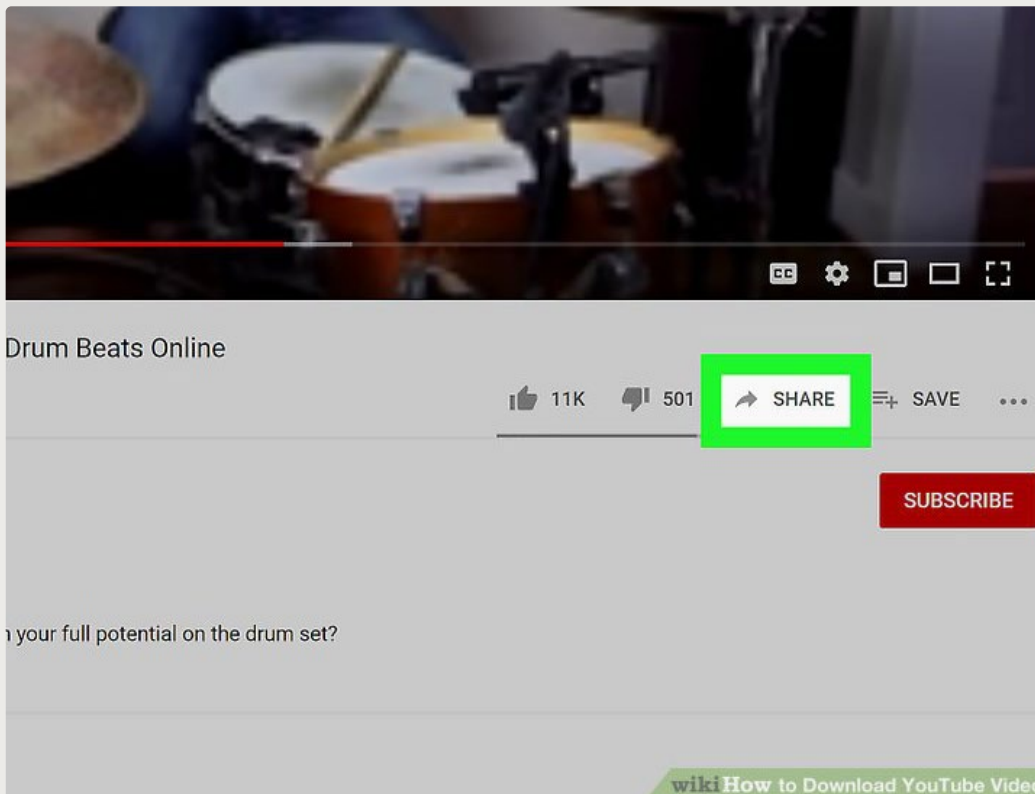 CC
Drum Beats Online
11K 501 SHARE SAVE
SUBSCRIBE
your full potential on the drum set?
wikiHow to Download YouTube Video